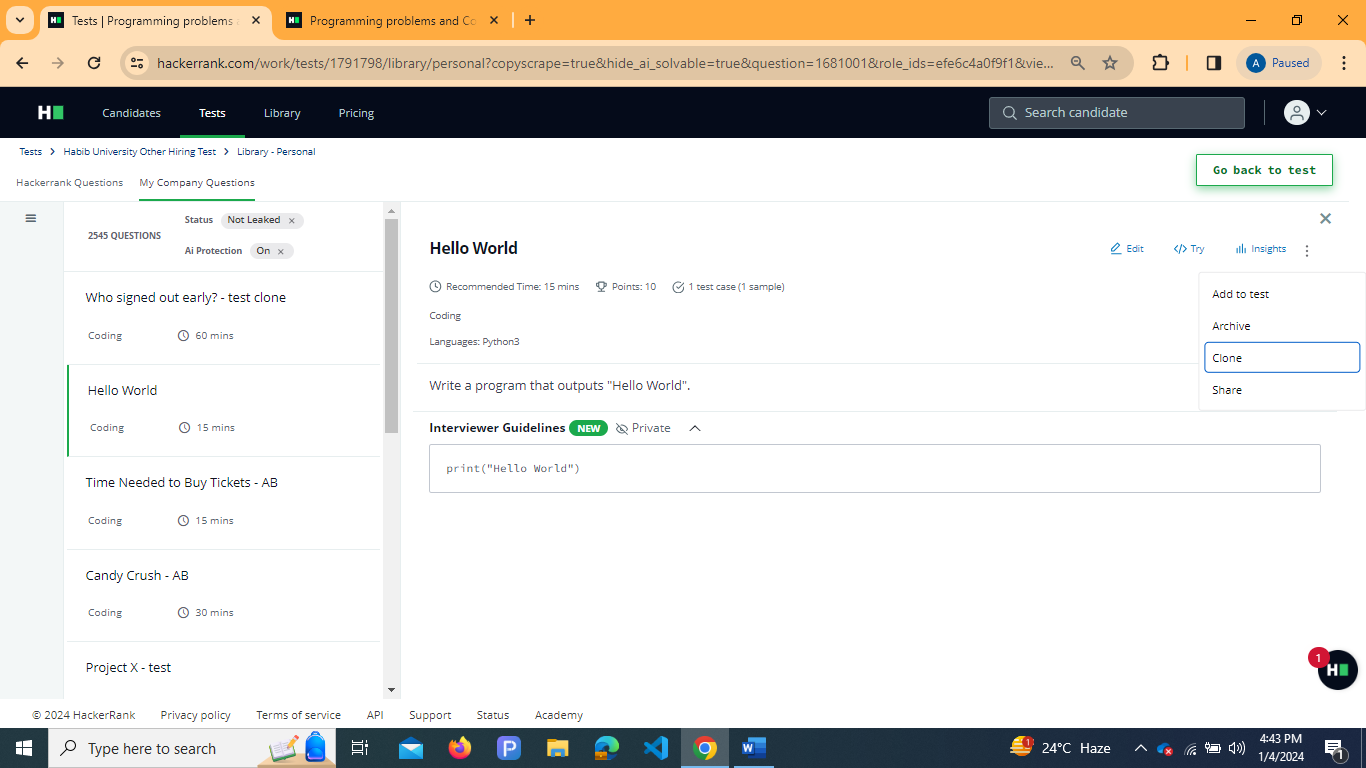 Tests | Programming problems a
Programming problems and Co
hackerrank.com/work/tests/1791798/library/personal?copyscrape=true&hide_ai_solvable=true&question=1681001&role_ids=efe6c4a0f9f1&vie...
A Paused
H
Candidates Tests Library Pricing
Search candidate
Tests > Habib University Other Hiring Test > Library - Personal
Go back to test
Hackerrank Questions My Company Questions
2545 QUESTIONS
Status Not Leaked ×
Ai Protection On ×
Who signed out early? - test clone
Coding 60 mins
Hello World
Coding 15 mins
Time Needed to Buy Tickets - AB
Coding 15 mins
Candy Crush - AB
Coding 30 mins
Project X - test
Hello World
Edit </> Try Insights
Recommended Time: 15 mins Points: 10 1 test case (1 sample)
Coding
Languages: Python3
Add to test
Archive
Clone
Share
Write a program that outputs "Hello World".
Interviewer Guidelines NEW Private
print("Hello World")
1
H
© 2024 HackerRank Privacy policy Terms of service API Support Status Academy
Type here to search
1 24°C Haze
4:43 PM
1/4/2024
1